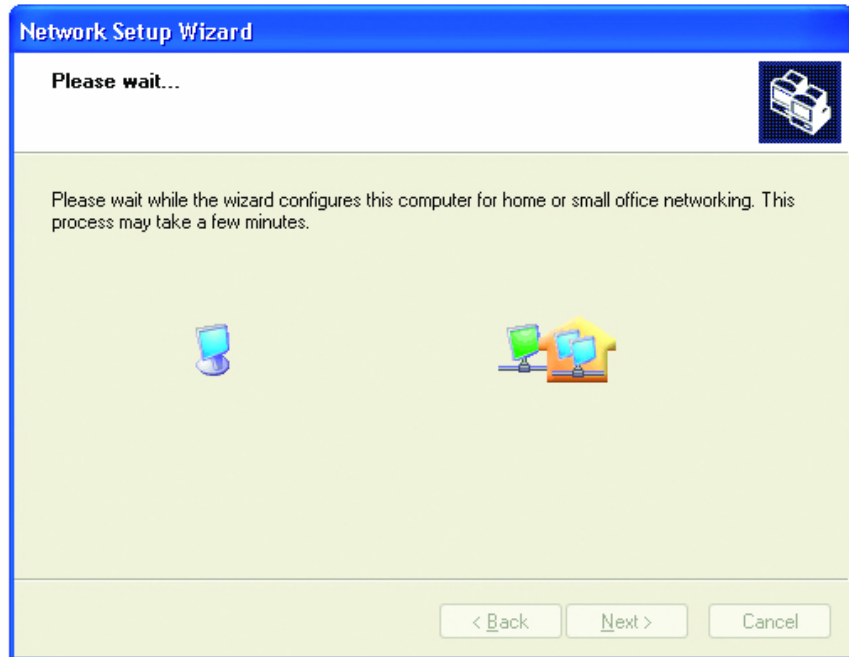 Network Setup Wizard
Please wait...
Please wait while the wizard configures this computer for home or small office networking. This
process may take a few minutes.
< Back
Next >
Cancel